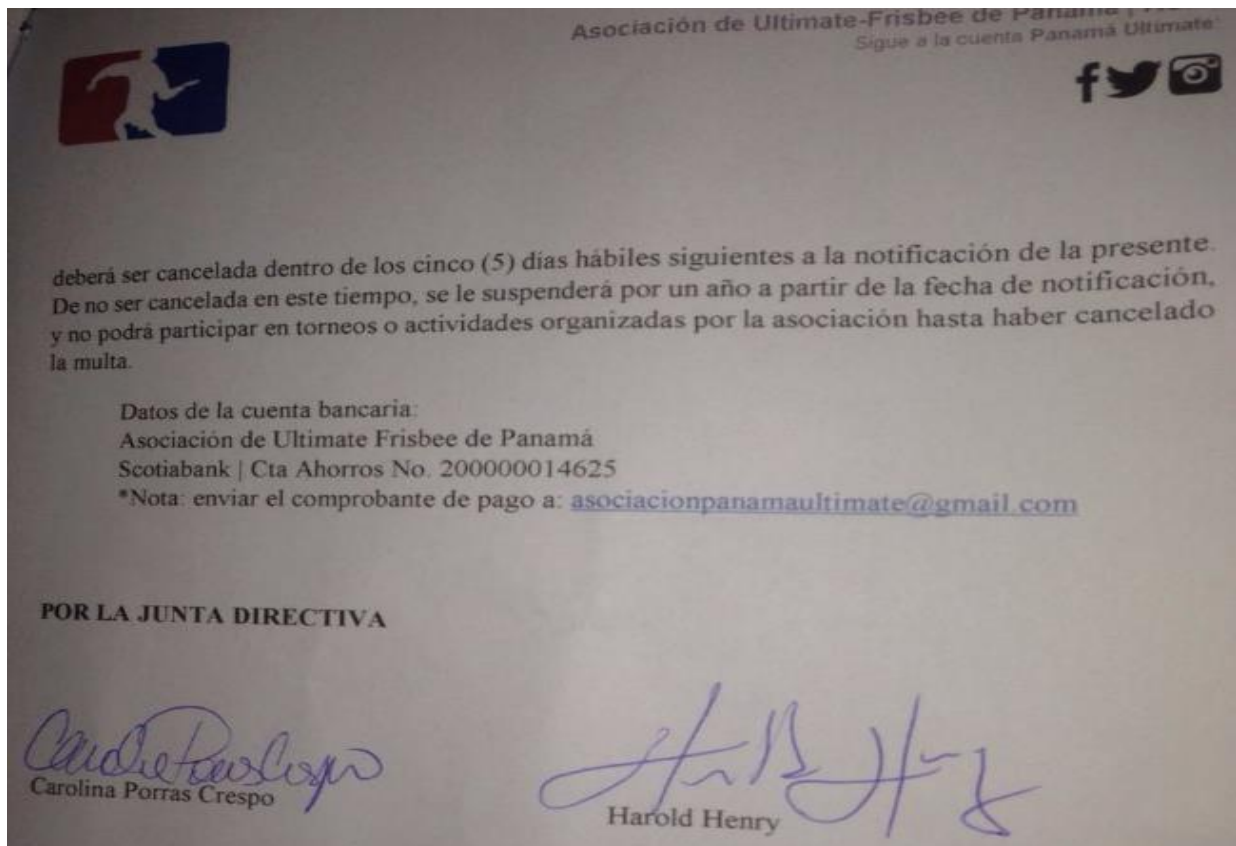 Asociación de Ultimate-Frisbee de Panamá |
Sigue a la cuenta Panamá Ultimate:
deberá ser cancelada dentro de los cinco (5) días hábiles siguientes a la notificación de la presente.
De no ser cancelada en este tiempo, se le suspenderá por un año a partir de la fecha de notificación,
y no podrá participar en torneos o actividades organizadas por la asociación hasta haber cancelado
la multa.
Datos de la cuenta bancaria:
Asociación de Ultimate Frisbee de Panamá
Scotiabank | Cta Ahorros No. 200000014625
*Nota: enviar el comprobante de pago a: asociacionpanamaultimate@gmail.com
POR LA JUNTA DIRECTIVA
Carolina Porras Crespo
Harold Henry